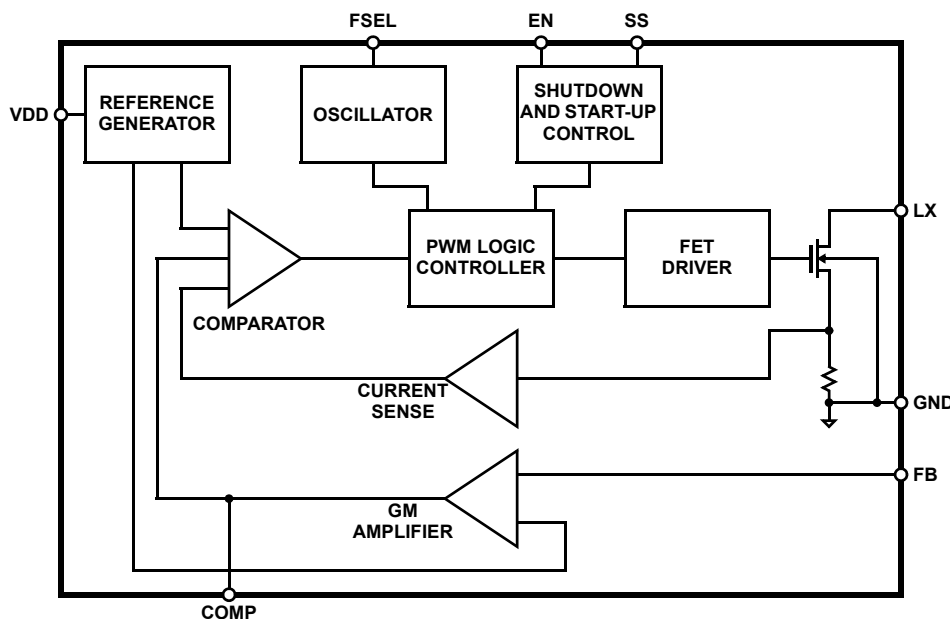 FSEL
EN
SS
VDD
REFERENCE
GENERATOR
OSCILLATOR
SHUTDOWN
AND START-UP
CONTROL
LX
PWM LOGIC
CONTROLLER
FET
DRIVER
COMPARATOR
CURRENT
SENSE
GND
FB
GM
AMPLIFIER
COMP